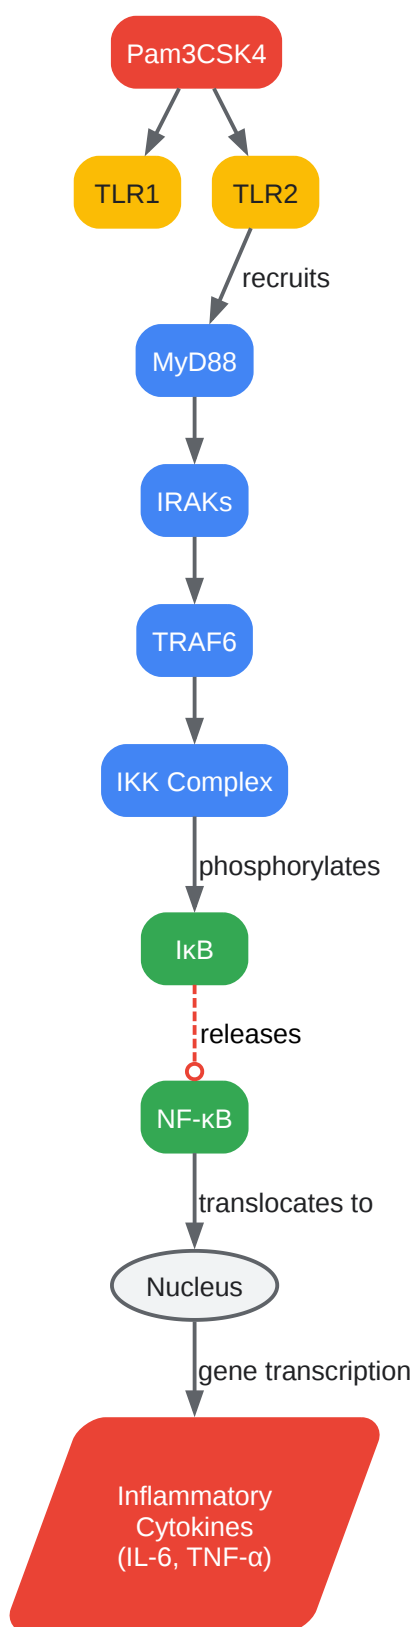 Pam3CSK4
TLR1
TLR2
recruits
MyD88
IRAKs
TRAF6
IKK Complex
phosphorylates
IκB
releases
NF-κB
translocates to
Nucleus
gene transcription
Inflammatory
Cytokines
(IL-6, TNF-α)